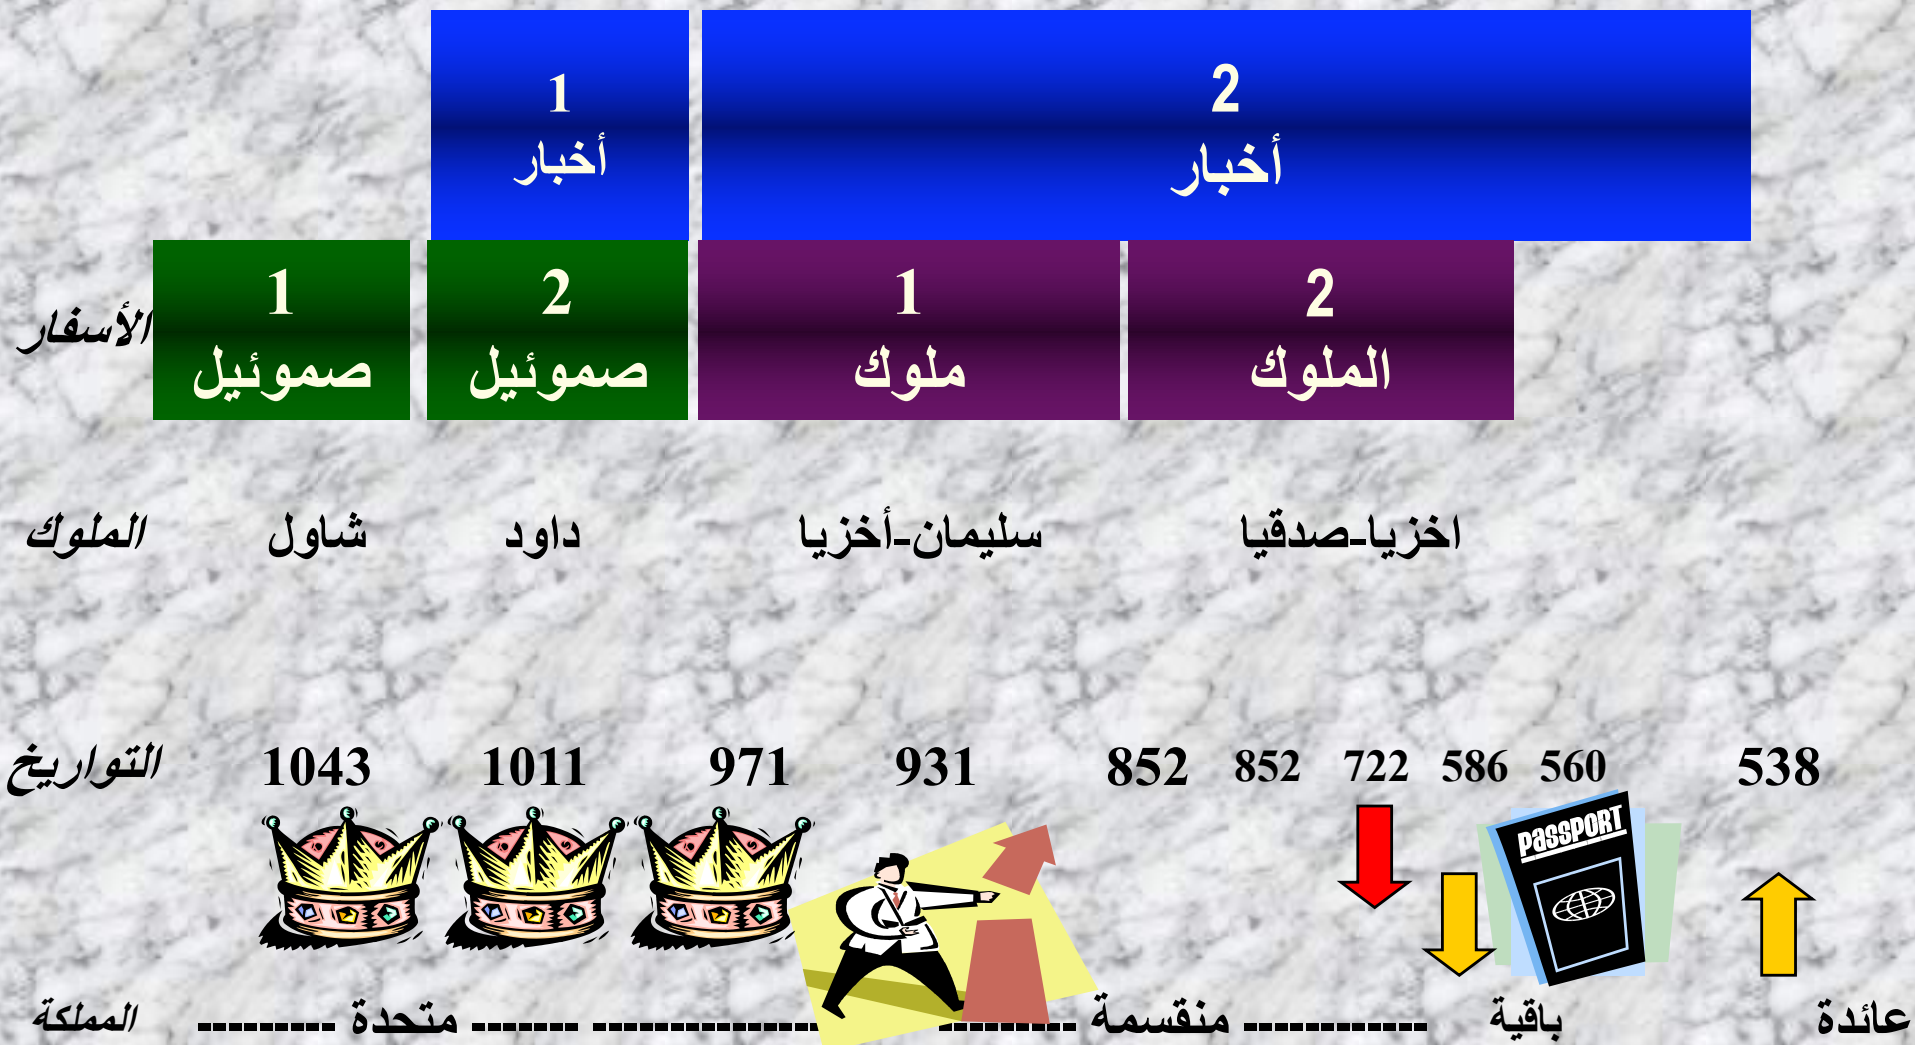 1
أخبار
2
أخبار
الأسفار
1
صموئيل
2
صموئيل
1
ملوك
2
الملوك
الملوك شاول داود سليمان-أخزيا اخزيا-صدقيا
التواريخ 1043 1011 971 931 852 852 722 586 560 538
PASSPORT
المملكة --------- متحدة ------- --------------- --------- منقسمة ------------ باقية عائدة